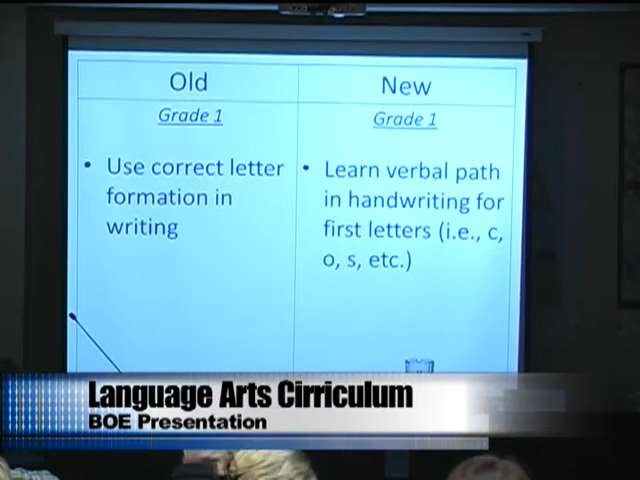 Old
New
Grade 1
Grade 1
• Use correct letter
formation in
writing
• Learn verbal path
in handwriting for
first letters (i.e., c,
o, s, etc.)
Language Arts Cirriculum
BOE Presentation